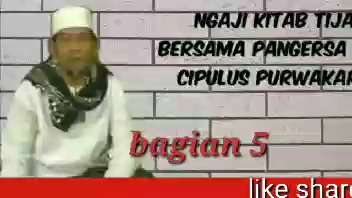 NGAJI KITAB TIJA
BERSAMA PANGERSA
CIPULUS PURWAKAR
bagian 5
like share